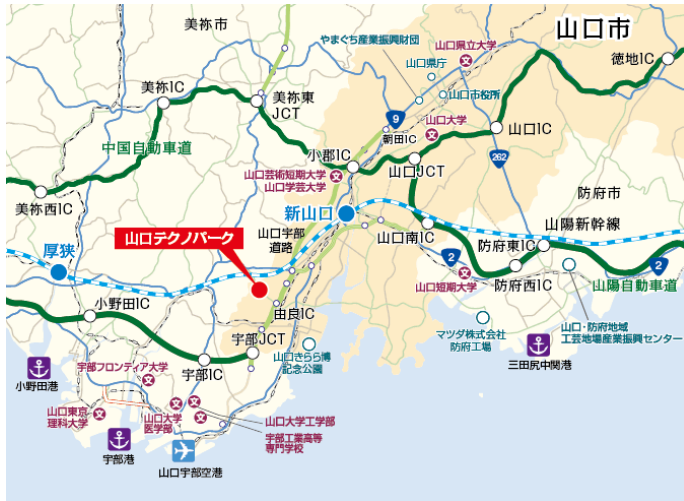 美祢市
やまぐち産業振興財団
山口県立大学
山口市
山口県庁
徳地IC
美祢IC
美祢東
JCT
山口市役所
9
朝田IC
山口大学
山口IC
中国自動車道
小郡IC
262
山口芸術短期大学
山口学芸大学
山口JCT
美祢西IC
防府市
新山口
山陽新幹線
山口テクノパーク
山口宇部
道路
山口南IC
防府東IC
厚狭
2
2
山口短期大学
防府西IC
山陽自動車道
小野田IC
由良IC
宇部JCT
山口きらら博
記念公園
マツダ株式会社
防府工場
山口・防府地域
工芸地場産業振興センター
三田尻中関港
宇部フロンティア大学
宇部IC
小野田港
山口東京
理科大学
山口大学
医学部
山口大学工学部
宇部工業高等
専門学校
宇部港
山口宇部空港
文
文
文
文
文
文
文
文
文